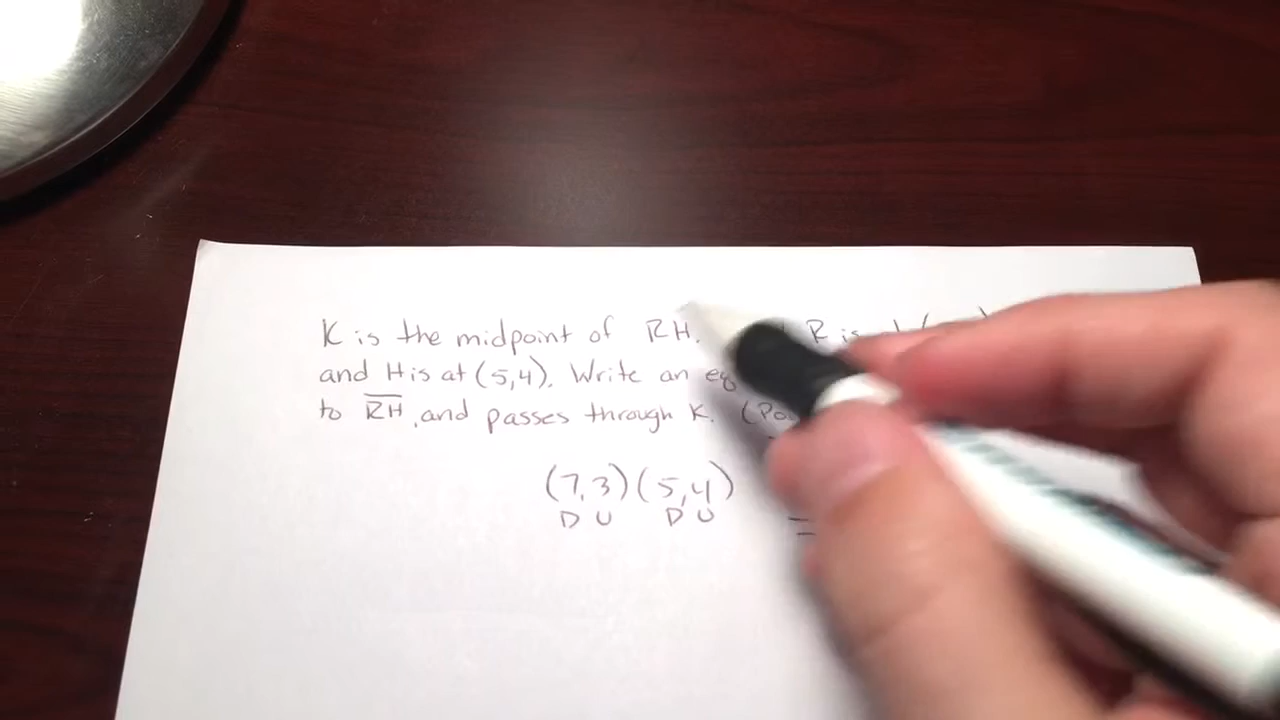 K is the midpoint of RH. R is
and H is at (5,4). Write an
to RH, and passes through K.
(7,3)(5,4)
D U D U
=